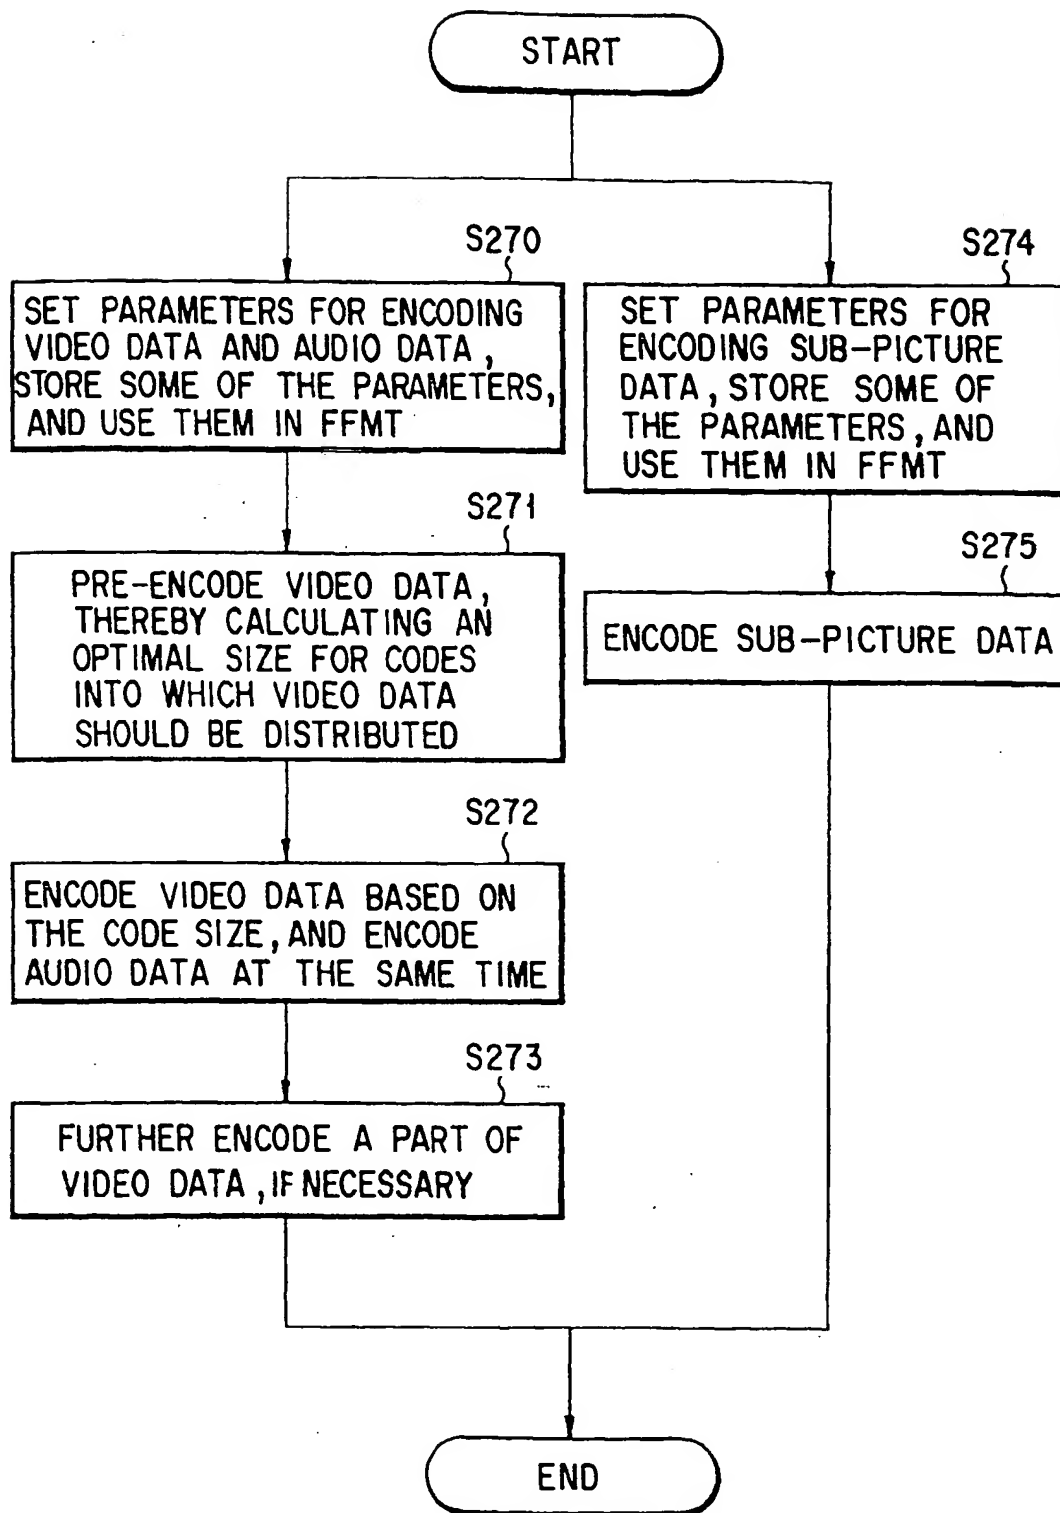 START
S270
SET PARAMETERS FOR ENCODING
VIDEO DATA AND AUDIO DATA,
STORE SOME OF THE PARAMETERS,
AND USE THEM IN FFMT
S271
PRE-ENCODE VIDEO DATA,
THEREBY CALCULATING AN
OPTIMAL SIZE FOR CODES
INTO WHICH VIDEO DATA
SHOULD BE DISTRIBUTED
S272
ENCODE VIDEO DATA BASED ON
THE CODE SIZE, AND ENCODE
AUDIO DATA AT THE SAME TIME
S273
FURTHER ENCODE A PART OF
VIDEO DATA, IF NECESSARY
S274
SET PARAMETERS FOR
ENCODING SUB-PICTURE
DATA, STORE SOME OF
THE PARAMETERS, AND
USE THEM IN FFMT
S275
ENCODE SUB-PICTURE DATA
END